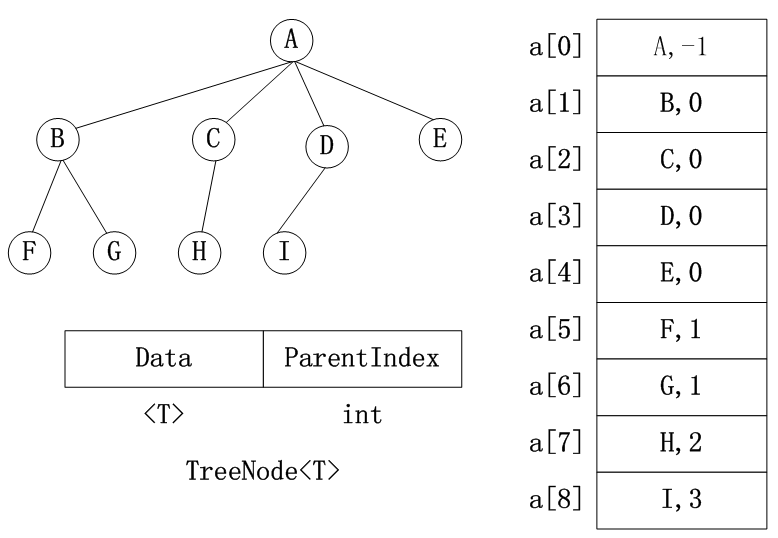 A
B
C
D
E
F
G
H
I
Data
ParentIndex
<T>
int
TreeNode<T>
a[0] A,-1
a[1] B,0
a[2] C,0
a[3] D,0
a[4] E,0
a[5] F,1
a[6] G,1
a[7] H,2
a[8] I,3